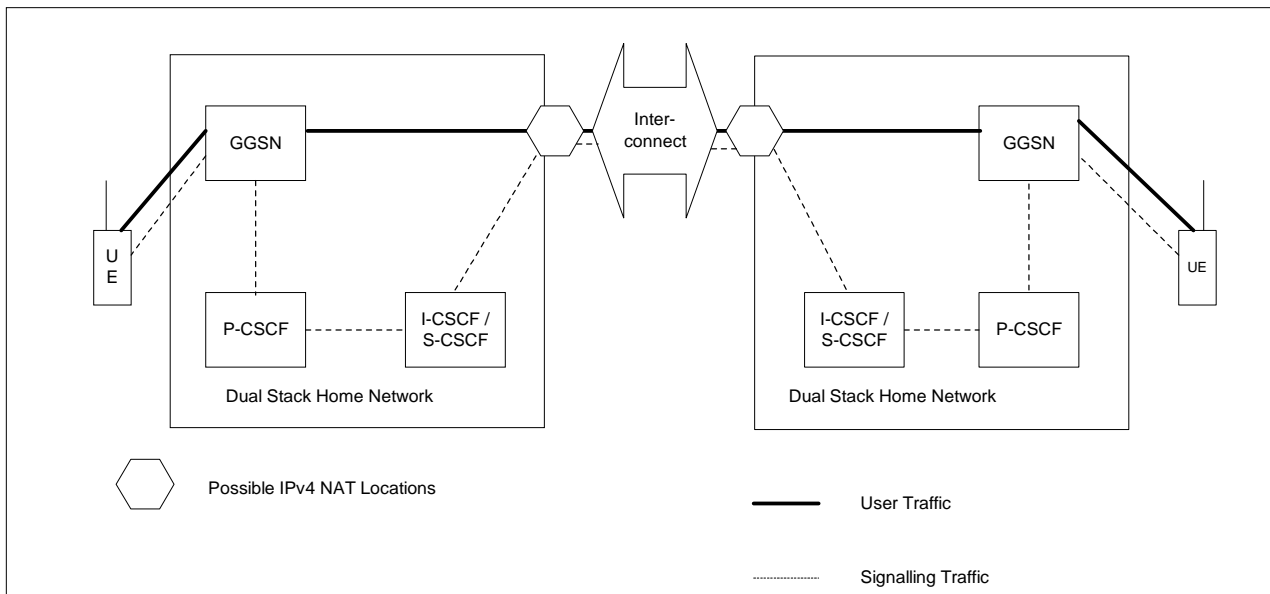 Inter-
connect
GGSN
GGSN
U
E
UE
P-CSCF
I-CSCF /
S-CSCF
I-CSCF /
S-CSCF
P-CSCF
Dual Stack Home Network
Dual Stack Home Network
Possible IPv4 NAT Locations
User Traffic
Signalling Traffic